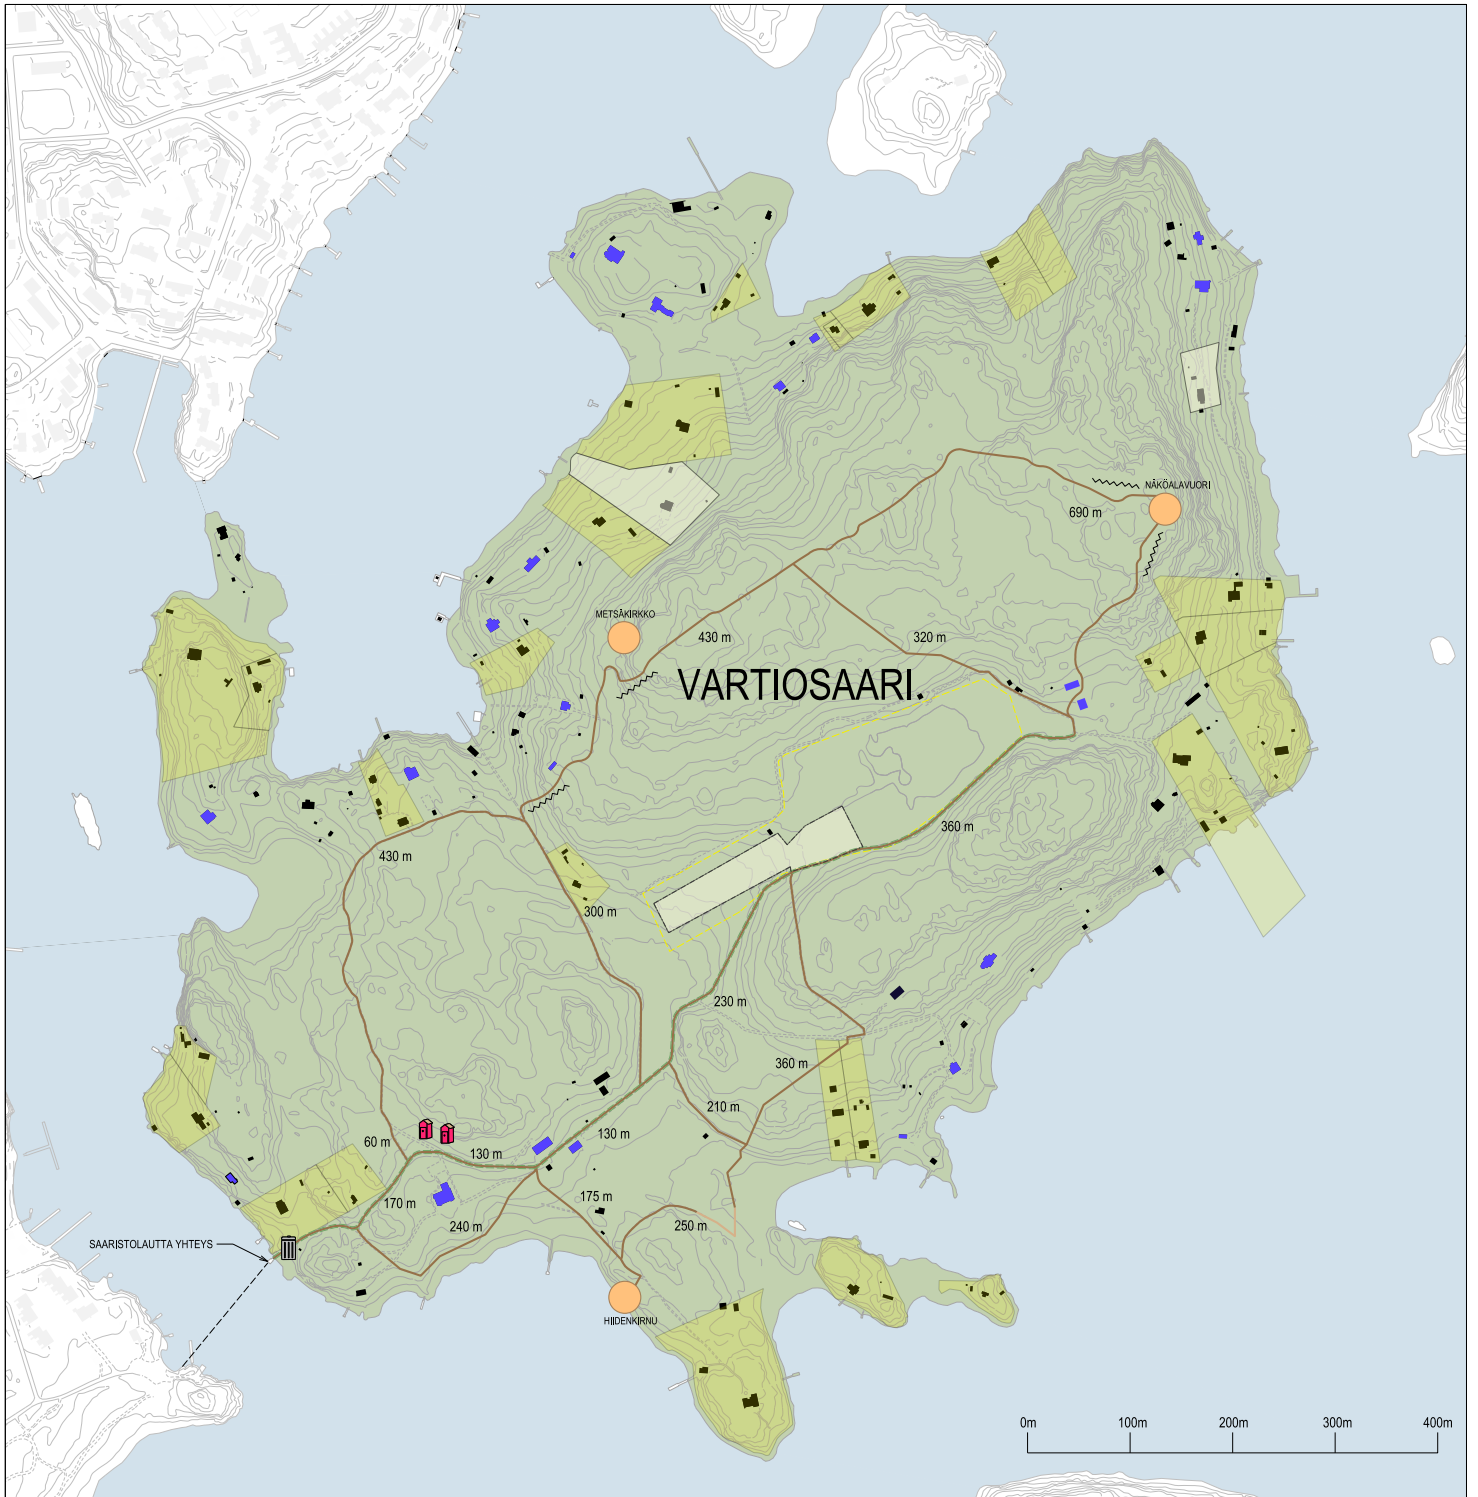 NÄKÖALAVUORI
690 m
METSÄKIRKKO
430 m
320 m
VARTIOSAARI
360 m
430 m
300 m
230 m
360 m
210 m
130 m
60 m
130 m
170 m
175 m
240 m
250 m
SAARISTOLAUTTA YHTEYS
HIIDENKIRNU
0m 100m 200m 300m 400m